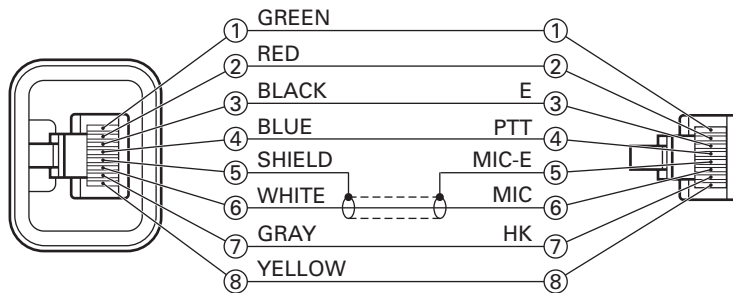 ① GREEN ①
② RED ②
③ BLACK E ③
④ BLUE PTT ④
⑤ SHIELD MIC-E ⑤
⑥ WHITE MIC ⑥
⑦ GRAY HK ⑦
⑧ YELLOW ⑧